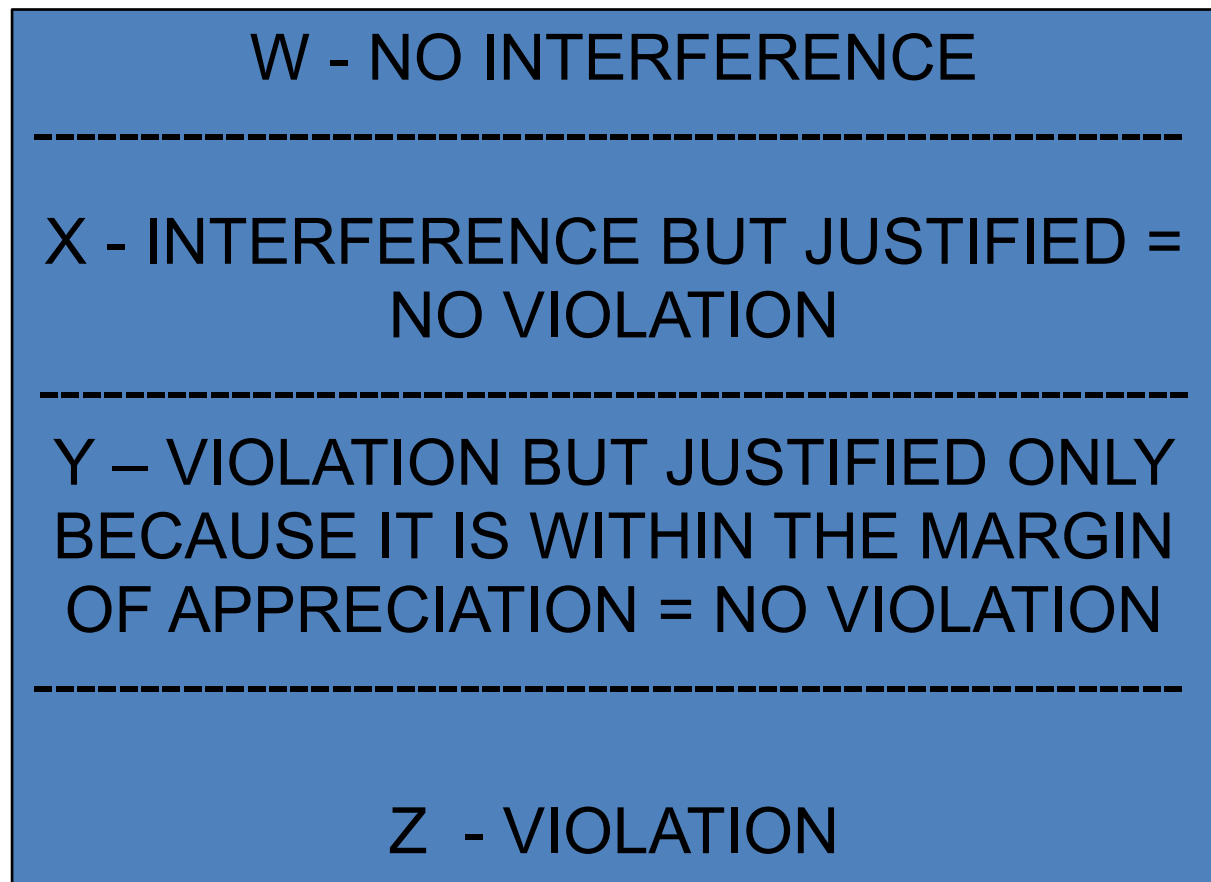 W - NO INTERFERENCE
X - INTERFERENCE BUT JUSTIFIED =
NO VIOLATION
Y – VIOLATION BUT JUSTIFIED ONLY
BECAUSE IT IS WITHIN THE MARGIN
OF APPRECIATION = NO VIOLATION
Z - VIOLATION